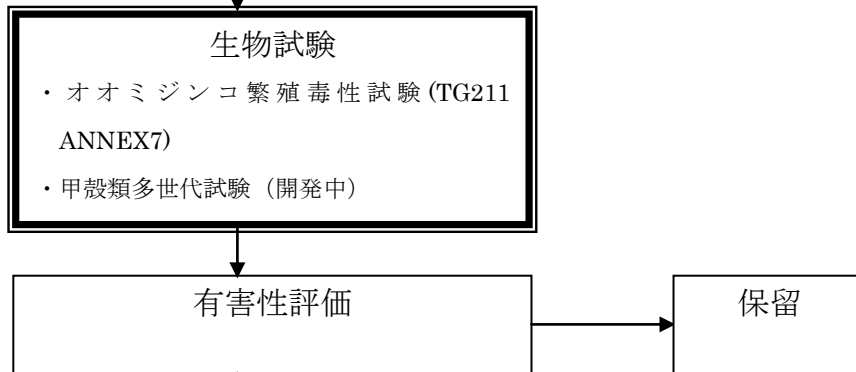 生物試験
・オオミジンコ繁殖毒性試験(TG211
ANNEX7)
・甲殻類多世代試験（開発中）
有害性評価
保留